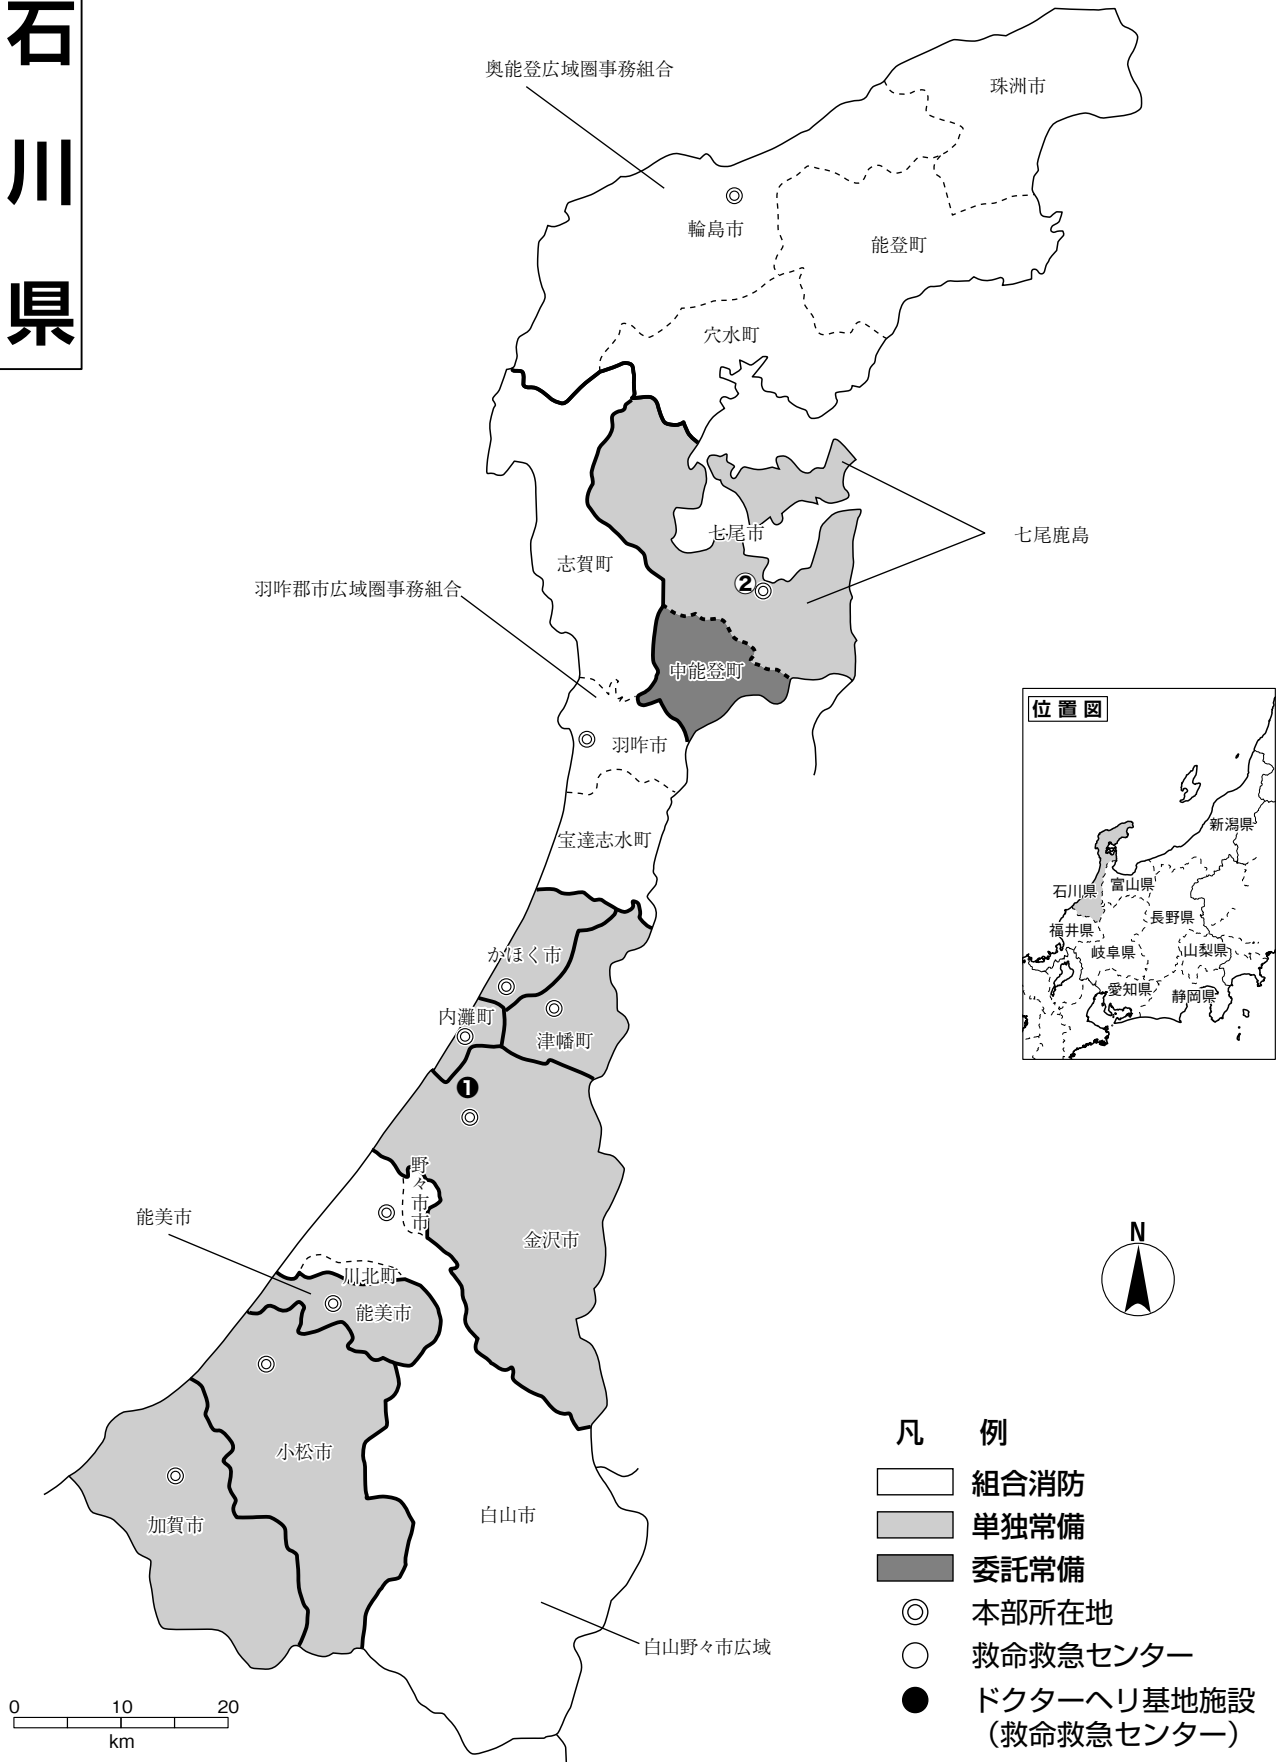 石川県
奥能登広域圏事務組合
珠洲市
輪島市
能登町
穴水町
七尾市
七尾鹿島
志賀町
②
羽咋郡市広域圏事務組合
中能登町
羽咋市
宝達志水町
かほく市
内灘町
津幡町
❶
野々市市
能美市
金沢市
川北町
能美市
小松市
加賀市
白山市
白山野々市広域
位置図
新潟県
石川県
富山県
長野県
福井県
岐阜県
山梨県
愛知県
静岡県
N
凡 例
組合消防
単独常備
委託常備
本部所在地
救命救急センター
ドクターヘリ基地施設
（救命救急センター）
0 10 20
km